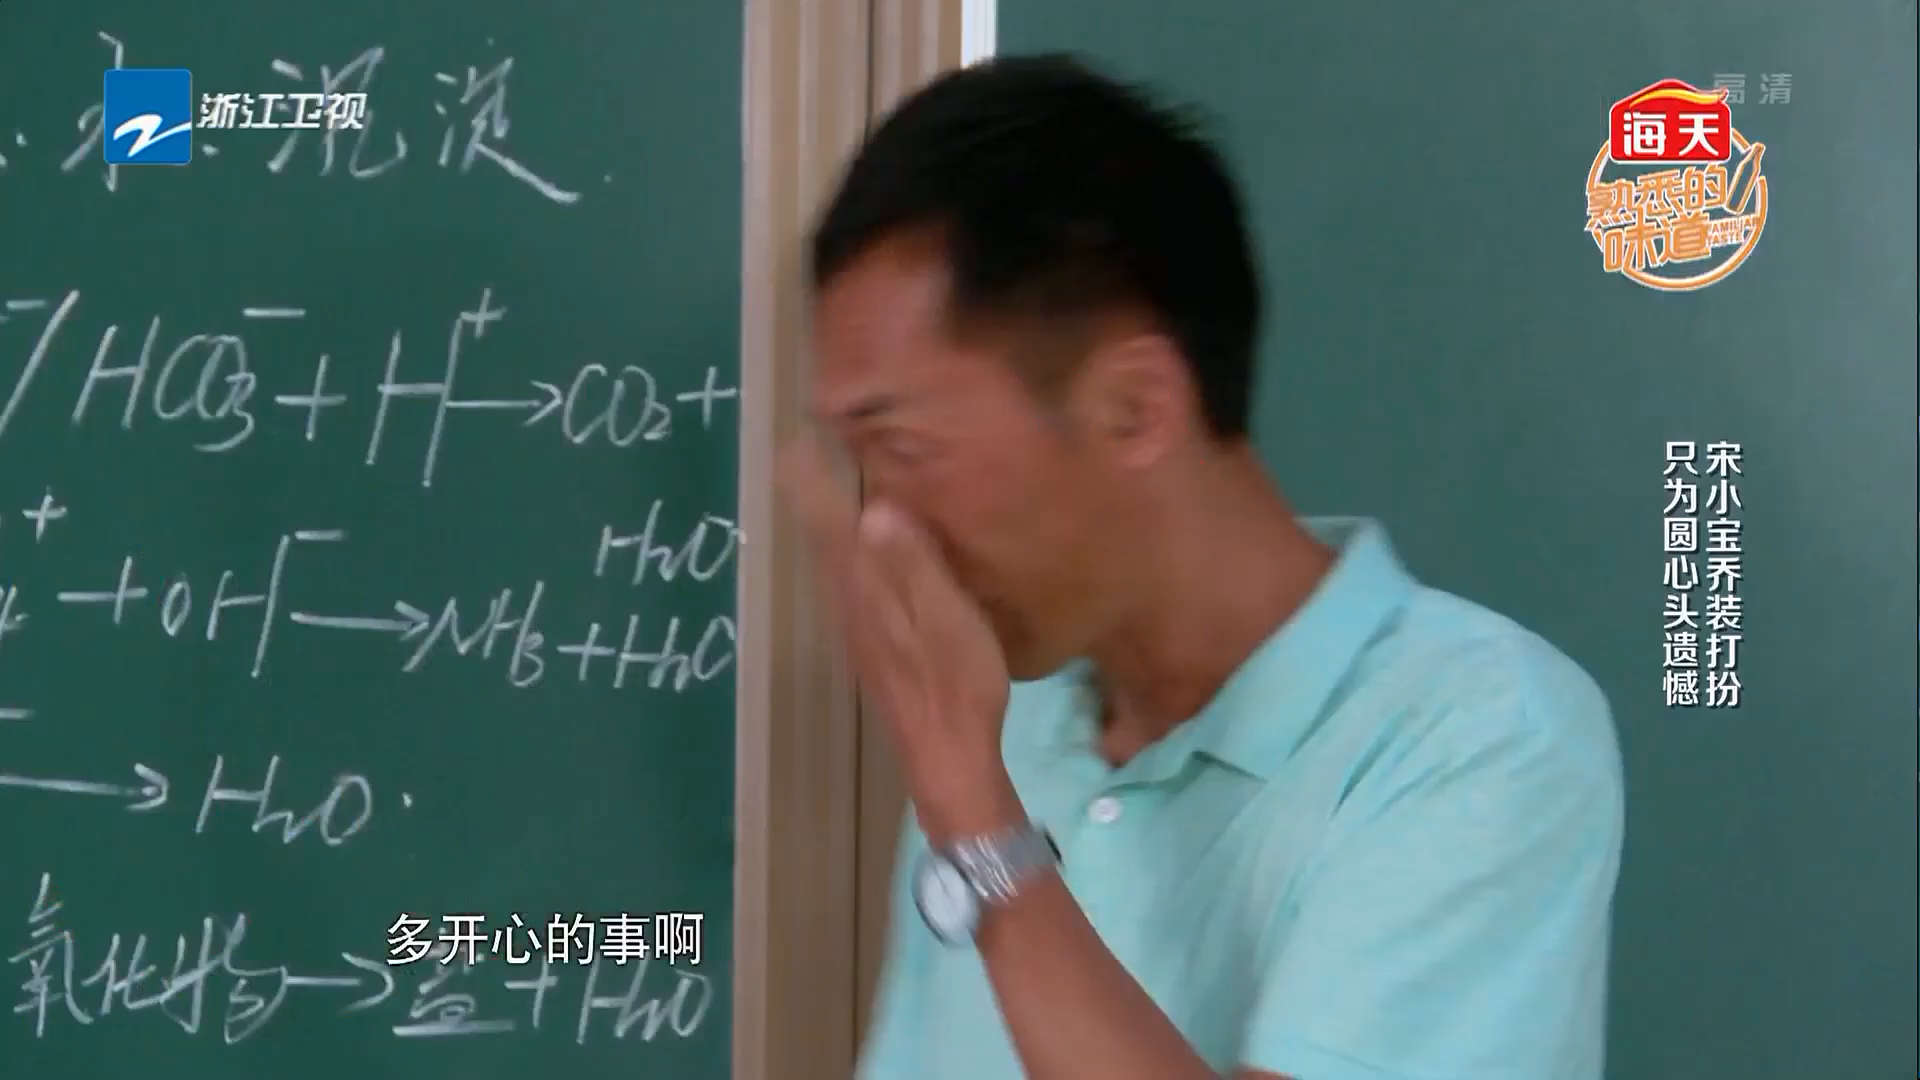 浙江卫视
高清
海天
熟悉的
味道
宋小宝乔装打扮
只为圆心头遗憾
/HCO₃⁻+H⁺→CO₂+
H₂O
+OH⁻→NH₃+H₂O
→H₂O.
氧化物→盐+H₂O
多开心的事啊